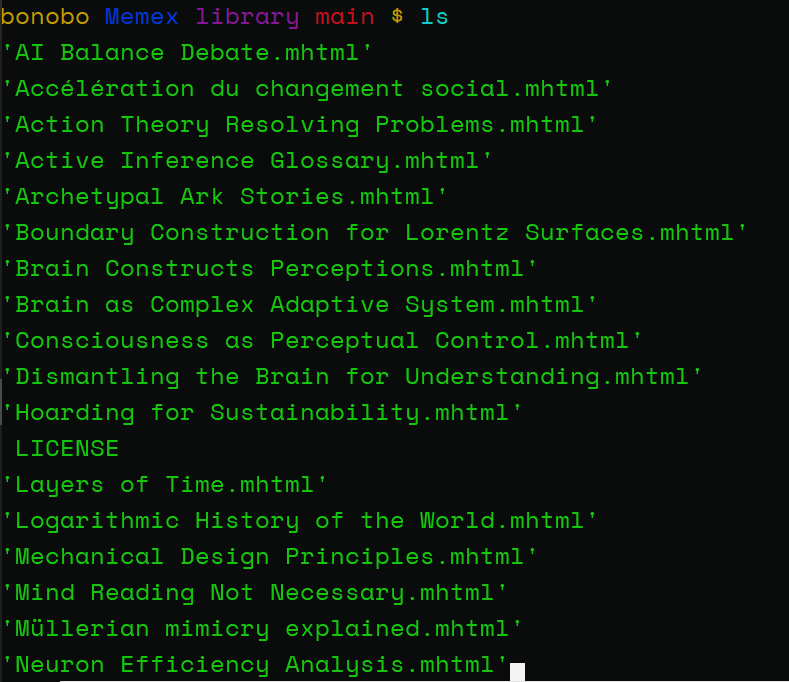 bonobo Memex library main $ ls
'AI Balance Debate.mhtml'
'Accélération du changement social.mhtml'
'Action Theory Resolving Problems.mhtml'
'Active Inference Glossary.mhtml'
'Archetypal Ark Stories.mhtml'
'Boundary Construction for Lorentz Surfaces.mhtml'
'Brain Constructs Perceptions.mhtml'
'Brain as Complex Adaptive System.mhtml'
'Consciousness as Perceptual Control.mhtml'
'Dismantling the Brain for Understanding.mhtml'
'Hoarding for Sustainability.mhtml'
LICENSE
'Layers of Time.mhtml'
'Logarithmic History of the World.mhtml'
'Mechanical Design Principles.mhtml'
'Mind Reading Not Necessary.mhtml'
'Müllerian mimicry explained.mhtml'
'Neuron Efficiency Analysis.mhtml'